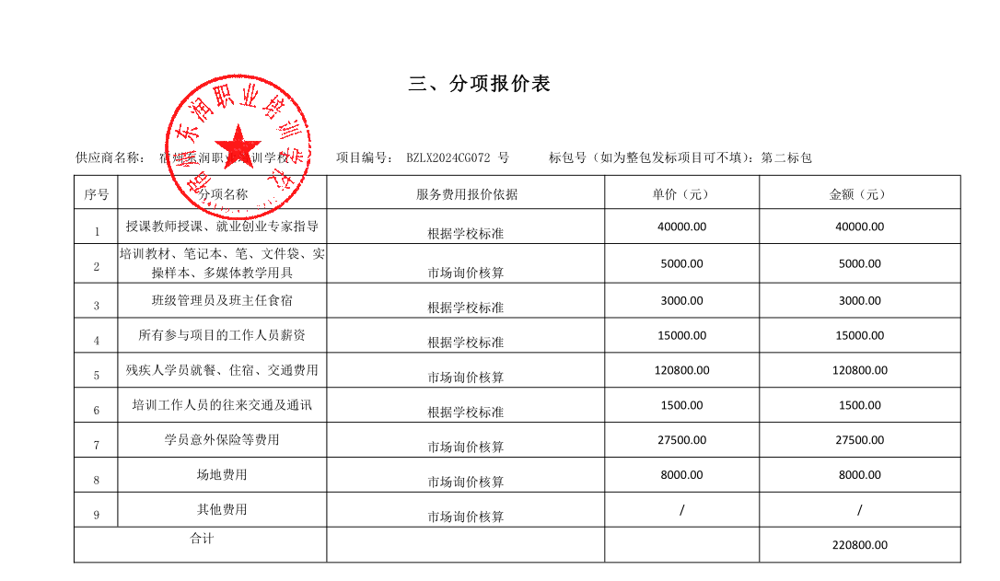 三、分项报价表
宿州东润职业培训学校
供应商名称： 宿州东润职业培训学校 项目编号： BZLX2024CG072 号 标包号（如为整包发标项目可不填）：第二标包
序号 分项名称 服务费用报价依据 单价（元） 金额（元）
1 授课教师授课、就业创业专家指导 根据学校标准 40000.00 40000.00
2 培训教材、笔记本、笔、文件袋、实
操样本、多媒体教学用具 市场询价核算 5000.00 5000.00
3 班级管理员及班主任食宿 根据学校标准 3000.00 3000.00
4 所有参与项目的工作人员薪资 根据学校标准 15000.00 15000.00
5 残疾人学员就餐、住宿、交通费用 市场询价核算 120800.00 120800.00
6 培训工作人员的往来交通及通讯 根据学校标准 1500.00 1500.00
7 学员意外保险等费用 市场询价核算 27500.00 27500.00
8 场地费用 市场询价核算 8000.00 8000.00
9 其他费用 市场询价核算 / /
合计 220800.00